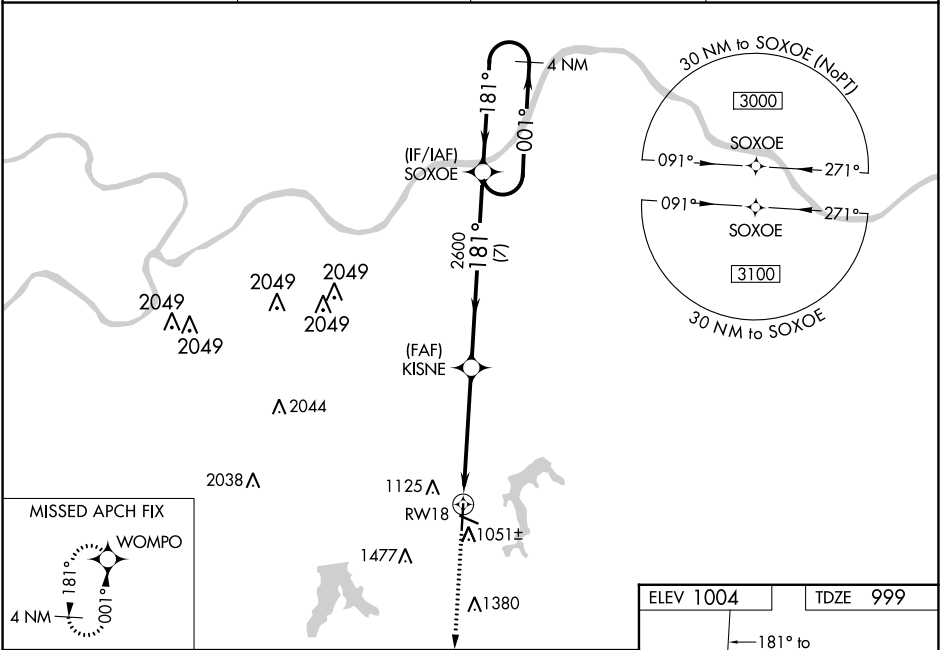 30 NM to SOXOE (NoPT)
4 NM
181°
001°
3000
(IF/IAF)
SOXOE
SOXOE
091°
271°
091°
271°
SOXOE
2600
181°
(7)
3100
30 NM to SOXOE
2049
2049
2049
2049
2049
(FAF)
KISNE
2044
2038
1125
RW18
1051±
1477
1380
MISSED APCH FIX
WOMPO
181°
001°
4 NM
ELEV 1004
TDZE 999
181° to